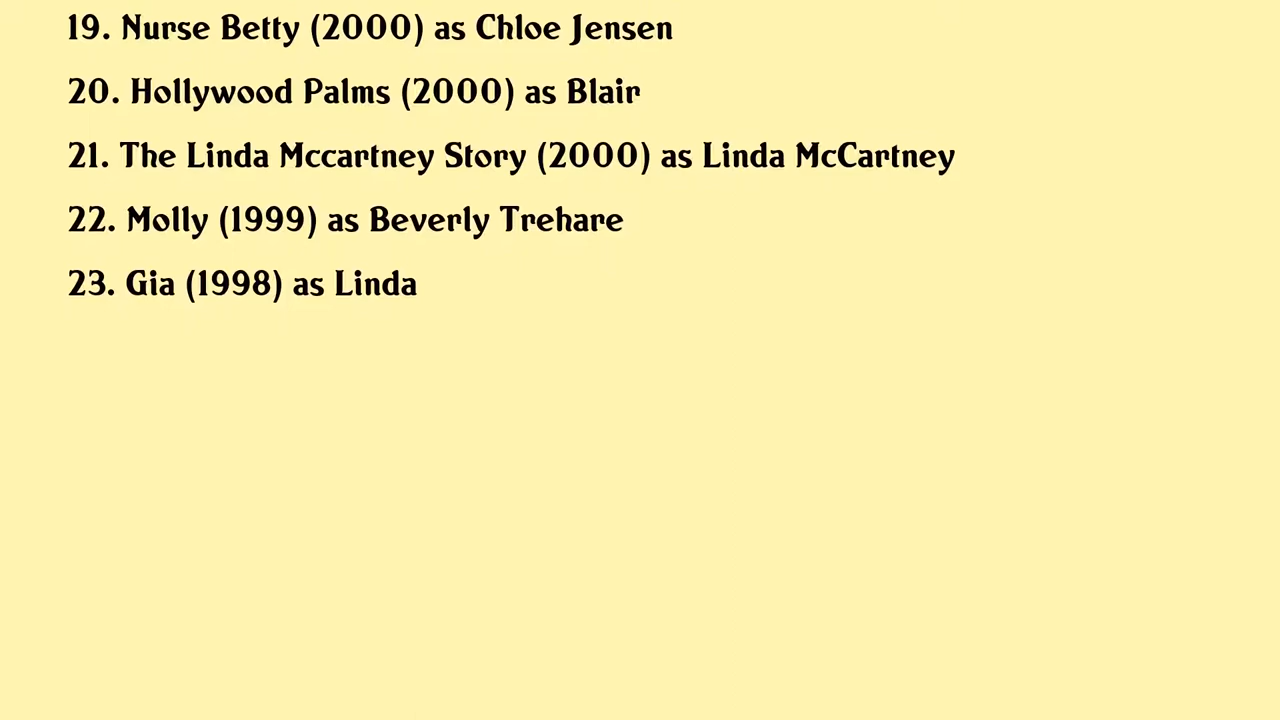 19. Nurse Betty (2000) as Chloe Jensen
20. Hollywood Palms (2000) as Blair
21. The Linda Mccartney Story (2000) as Linda McCartney
22. Molly (1999) as Beverly Trehare
23. Gia (1998) as Linda